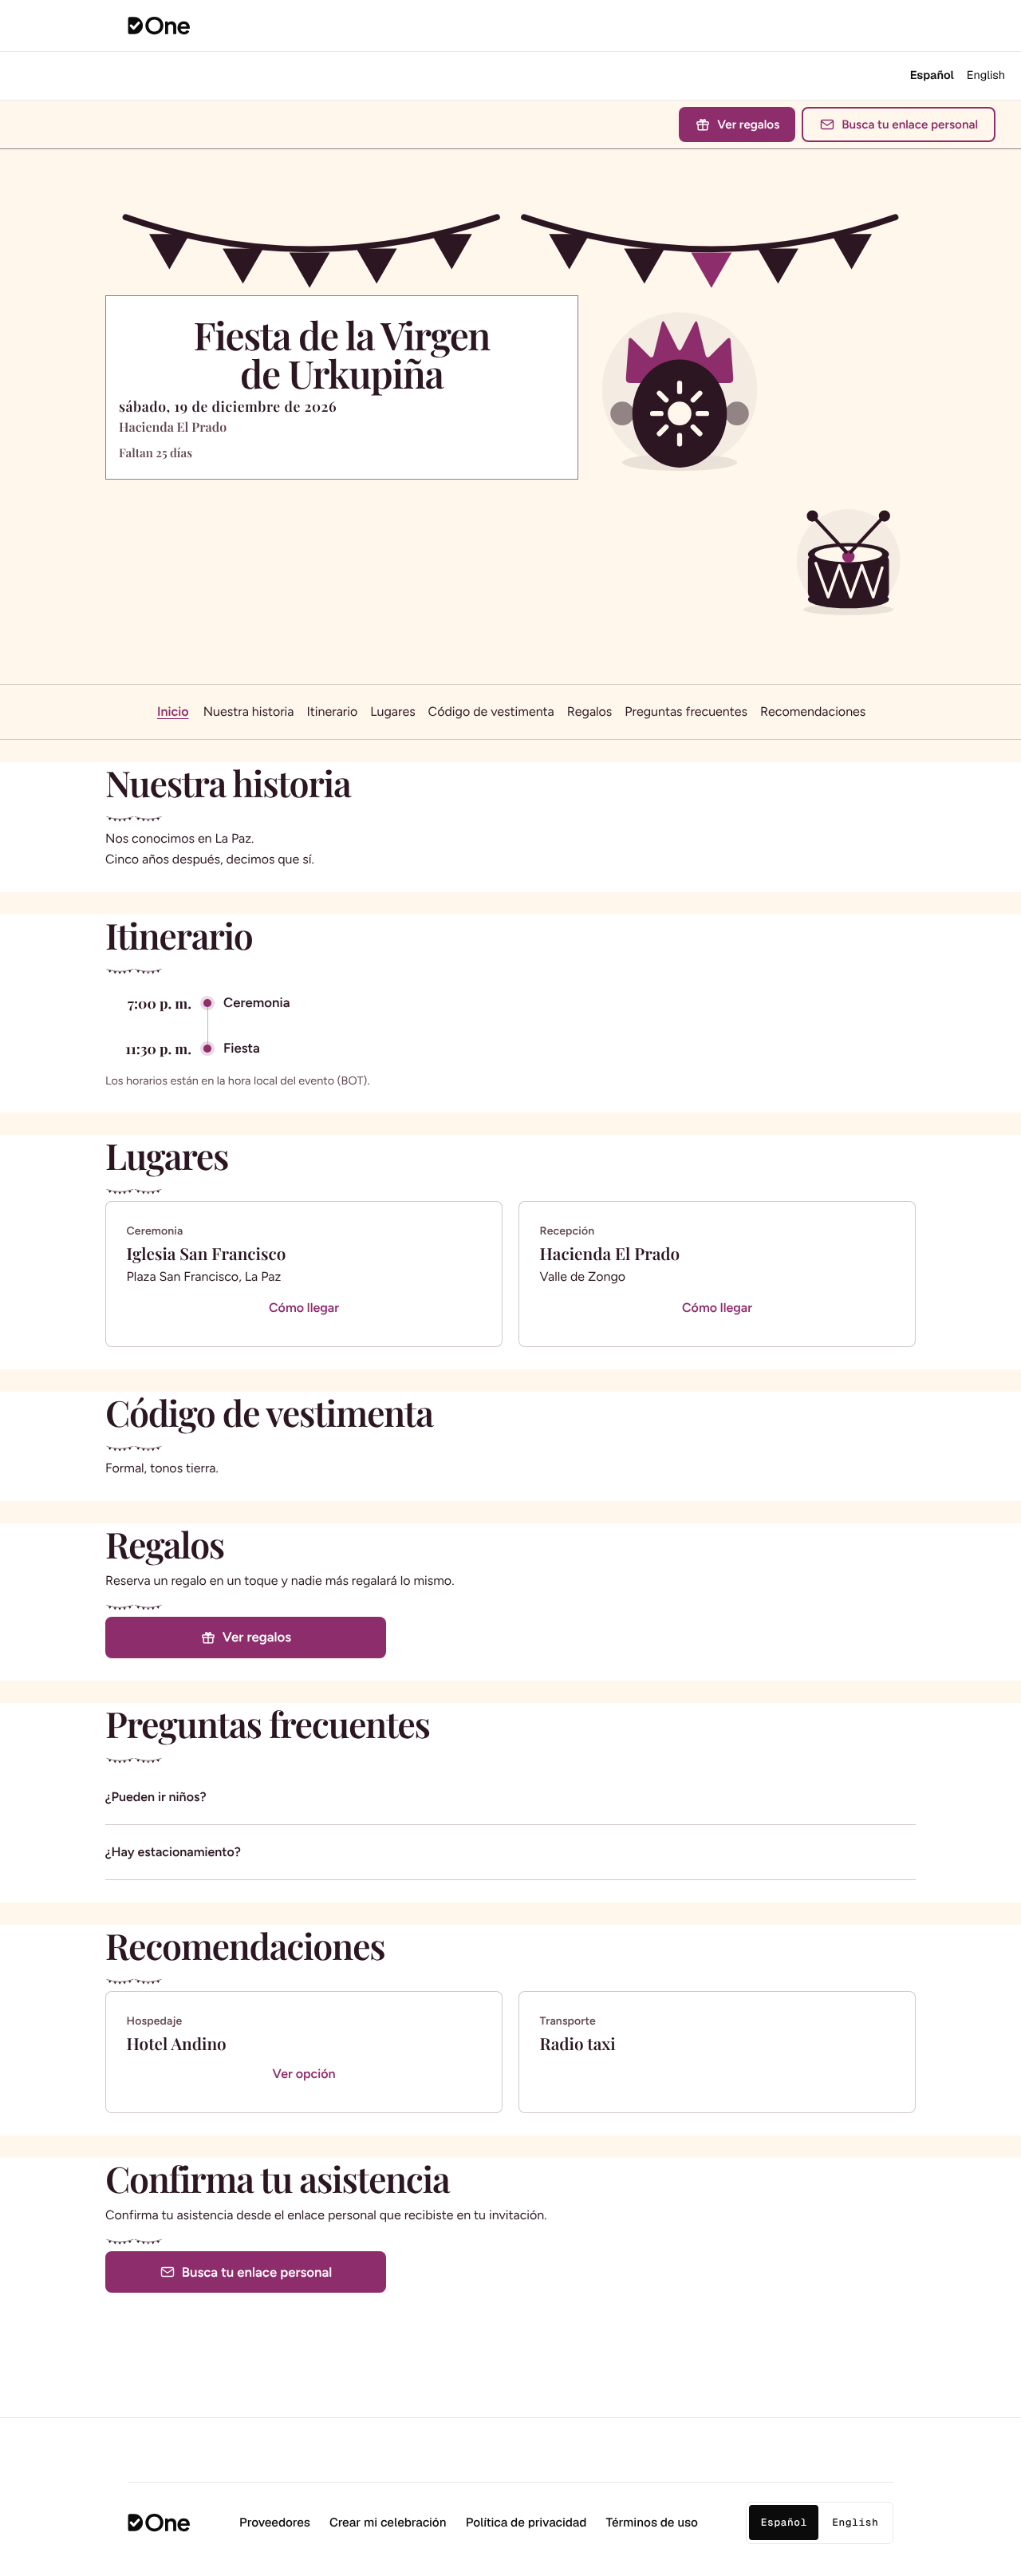 DOne
Español English
Ver regalos
Busca tu enlace personal
Fiesta de la Virgen
de Urkupiña
sábado, 19 de diciembre de 2026
Hacienda El Prado
Faltan 25 días
Inicio Nuestra historia Itinerario Lugares Código de vestimenta Regalos Preguntas frecuentes Recomendaciones
Nuestra historia
Nos conocimos en La Paz.
Cinco años después, decimos que sí.
Itinerario
7:00 p. m. Ceremonia
11:30 p. m. Fiesta
Los horarios están en la hora local del evento (BOT).
Lugares
Ceremonia
Iglesia San Francisco
Plaza San Francisco, La Paz
Cómo llegar
Recepción
Hacienda El Prado
Valle de Zongo
Cómo llegar
Código de vestimenta
Formal, tonos tierra.
Regalos
Reserva un regalo en un toque y nadie más regalará lo mismo.
Ver regalos
Preguntas frecuentes
¿Pueden ir niños?
¿Hay estacionamiento?
Recomendaciones
Hospedaje
Hotel Andino
Ver opción
Transporte
Radio taxi
Confirma tu asistencia
Confirma tu asistencia desde el enlace personal que recibiste en tu invitación.
Busca tu enlace personal
DOne
Proveedores Crear mi celebración Política de privacidad Términos de uso
Español English